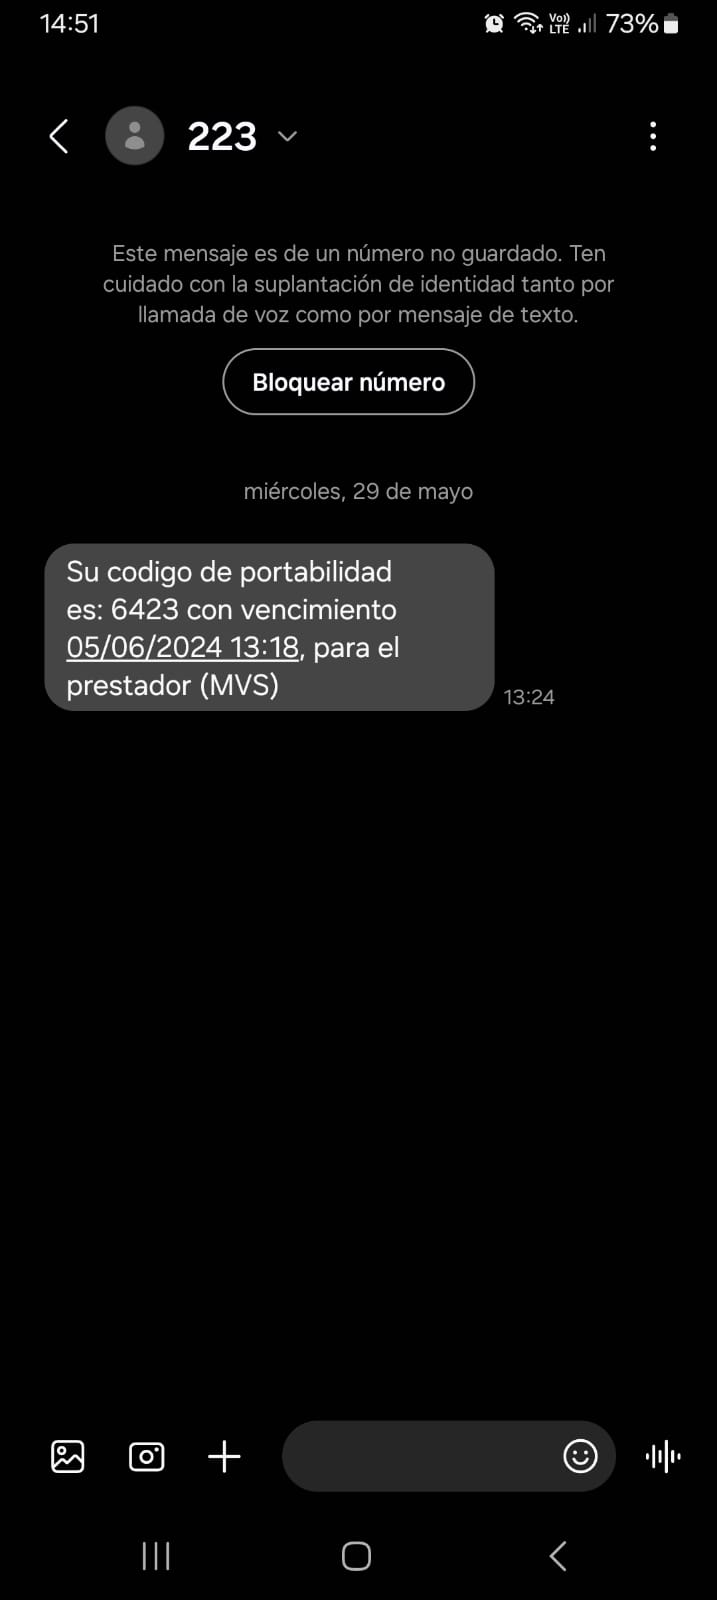 14:51 Vo)) LTE 73%
223
Este mensaje es de un número no guardado. Ten
cuidado con la suplantación de identidad tanto por
llamada de voz como por mensaje de texto.
Bloquear número
miércoles, 29 de mayo
Su codigo de portabilidad
es: 6423 con vencimiento
05/06/2024 13:18, para el
prestador (MVS)
13:24